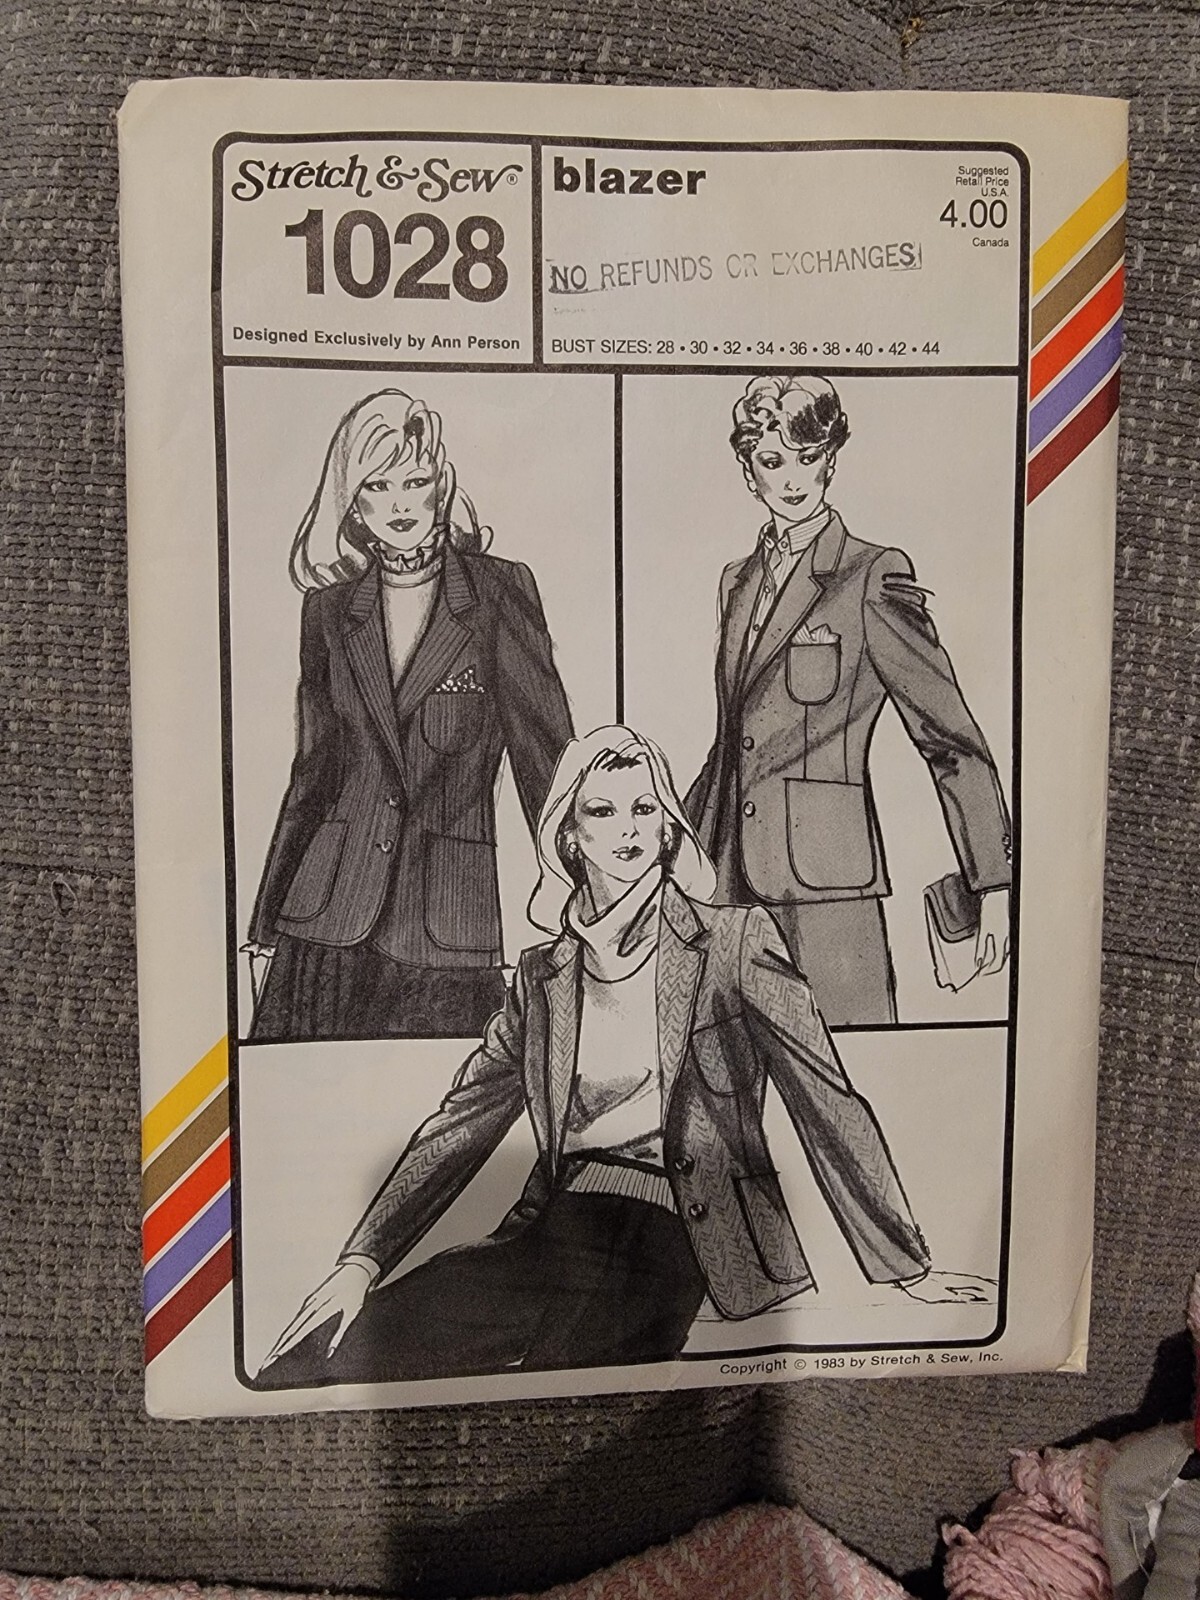 Stretch & Sew®
1028
Designed Exclusively by Ann Person
blazer
Suggested
Retail Price
U.S.A.
4.00
Canada
NO REFUNDS OR EXCHANGES
BUST SIZES: 28 • 30 • 32 • 34 • 36 • 38 • 40 • 42 • 44
Copyright © 1983 by Stretch & Sew, Inc.